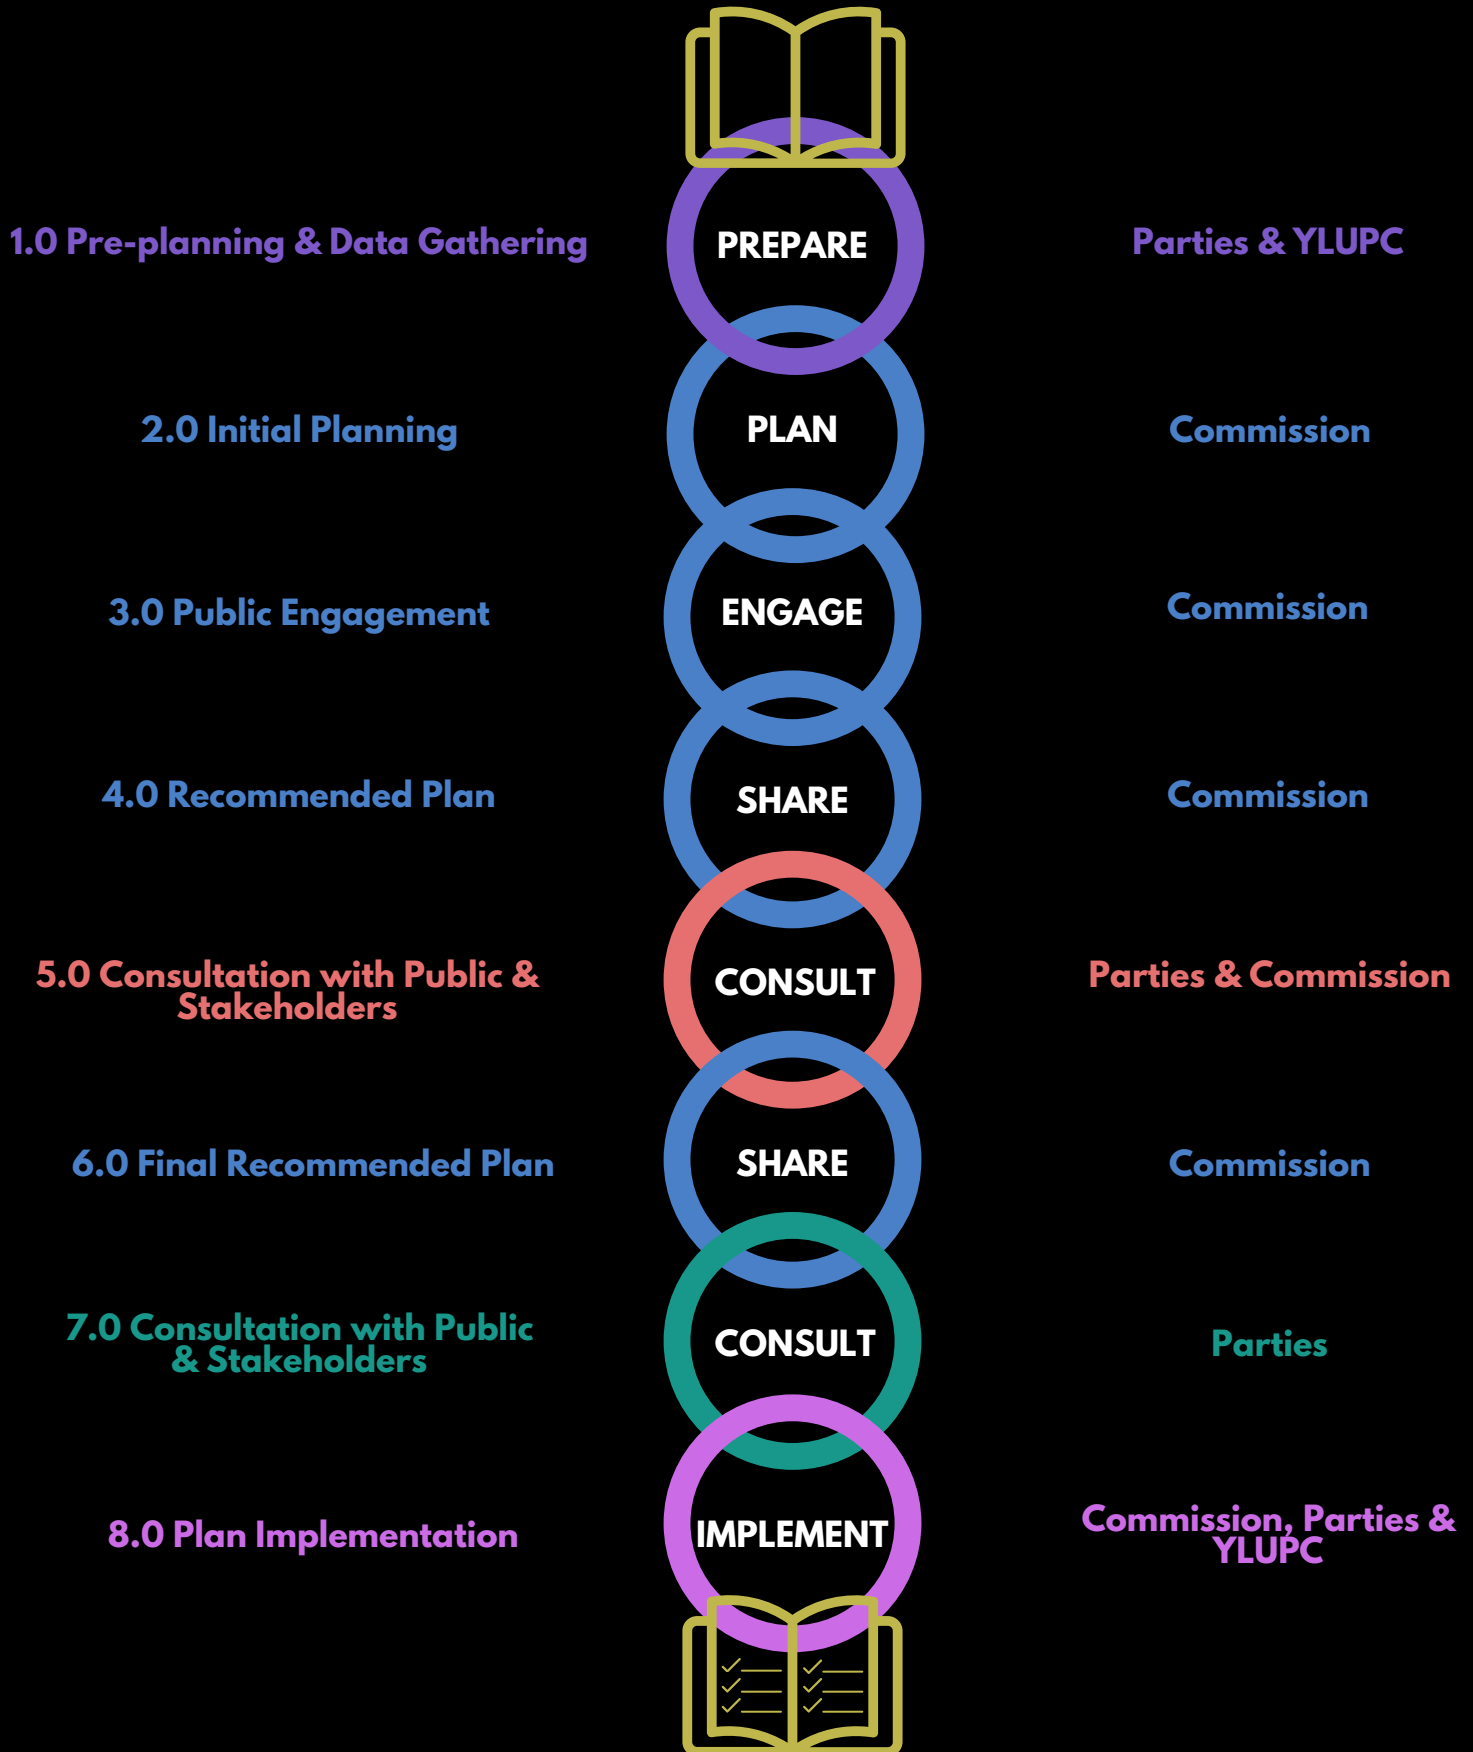 1.0 Pre-planning & Data Gathering
PREPARE
Parties & YLUPC
2.0 Initial Planning
PLAN
Commission
3.0 Public Engagement
ENGAGE
Commission
4.0 Recommended Plan
SHARE
Commission
5.0 Consultation with Public &
Stakeholders
CONSULT
Parties & Commission
6.0 Final Recommended Plan
SHARE
Commission
7.0 Consultation with Public
& Stakeholders
CONSULT
Parties
8.0 Plan Implementation
IMPLEMENT
Commission, Parties &
YLUPC